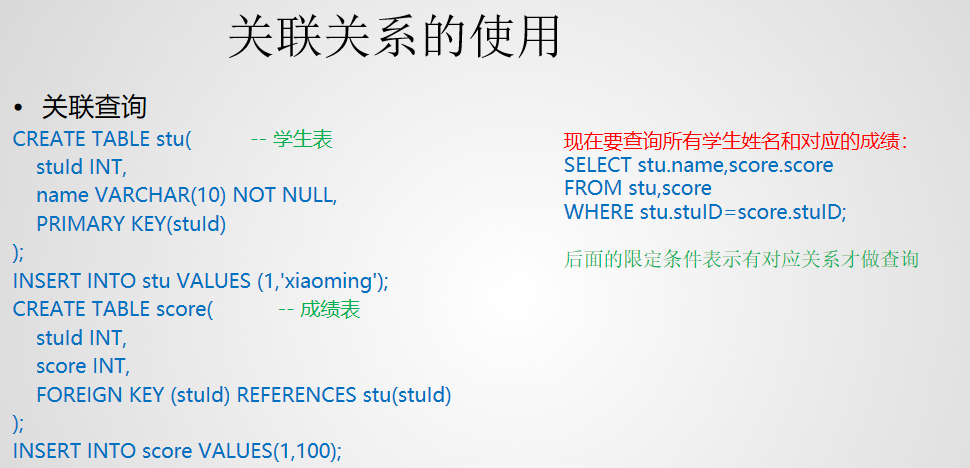 关联关系的使用
• 关联查询
CREATE TABLE stu( -- 学生表
stuId INT,
name VARCHAR(10) NOT NULL,
PRIMARY KEY(stuId)
);
INSERT INTO stu VALUES (1,'xiaoming');
CREATE TABLE score( -- 成绩表
stuId INT,
score INT,
FOREIGN KEY (stuId) REFERENCES stu(stuId)
);
INSERT INTO score VALUES(1,100);
现在要查询所有学生姓名和对应的成绩：
SELECT stu.name,score.score
FROM stu,score
WHERE stu.stuID=score.stuID;
后面的限定条件表示有对应关系才做查询